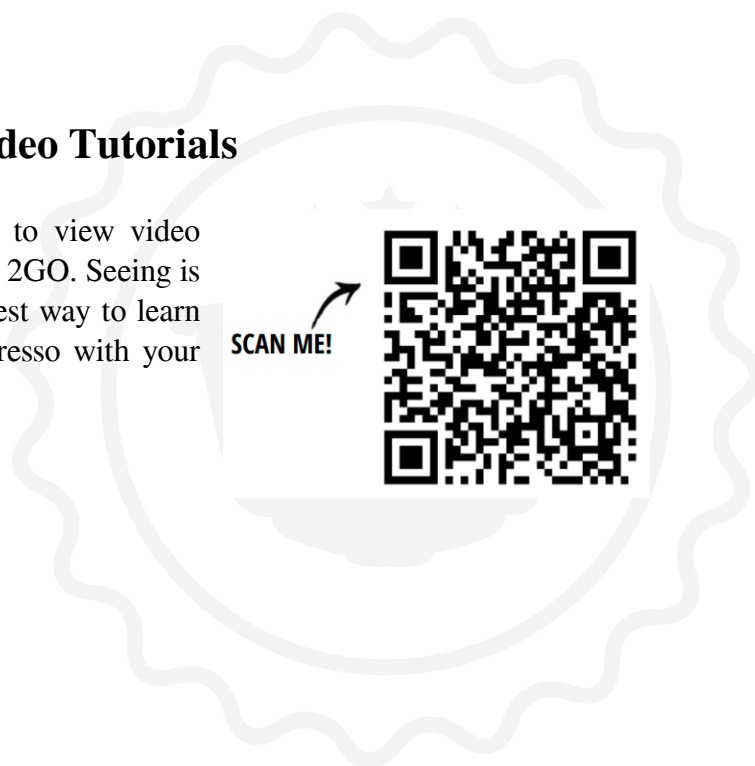 deo Tutorials
to view video
2GO. Seeing is
est way to learn
resso with your
SCAN ME!